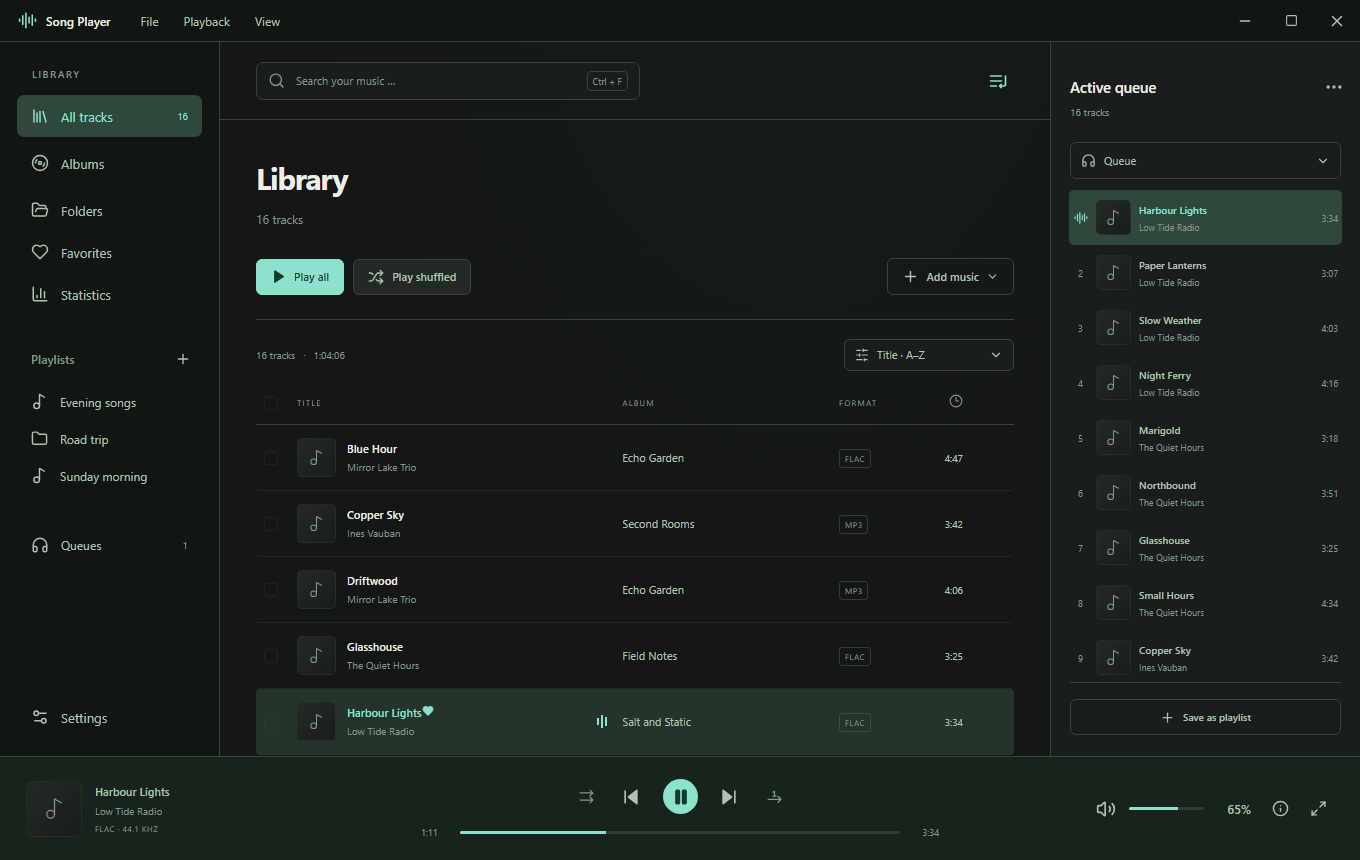 Song Player File Playback View
LIBRARY
All tracks 16
Albums
Folders
Favorites
Statistics
Playlists
Evening songs
Road trip
Sunday morning
Queues 1
Settings
Search your music ... Ctrl + F
Library
16 tracks
Play all Play shuffled Add music
16 tracks · 1:04:06 Title · A–Z
TITLE ALBUM FORMAT
Blue Hour
Mirror Lake Trio
Echo Garden FLAC 4:47
Copper Sky
Ines Vauban
Second Rooms MP3 3:42
Driftwood
Mirror Lake Trio
Echo Garden MP3 4:06
Glasshouse
The Quiet Hours
Field Notes FLAC 3:25
Harbour Lights
Low Tide Radio
Salt and Static FLAC 3:34
Active queue
16 tracks
Queue
Harbour Lights
Low Tide Radio
3:34
2 Paper Lanterns
Low Tide Radio
3:07
3 Slow Weather
Low Tide Radio
4:03
4 Night Ferry
Low Tide Radio
4:16
5 Marigold
The Quiet Hours
3:18
6 Northbound
The Quiet Hours
3:51
7 Glasshouse
The Quiet Hours
3:25
8 Small Hours
The Quiet Hours
4:34
9 Copper Sky
Ines Vauban
3:42
Save as playlist
Harbour Lights
Low Tide Radio
FLAC · 44.1 KHZ
1:11 3:34
65%